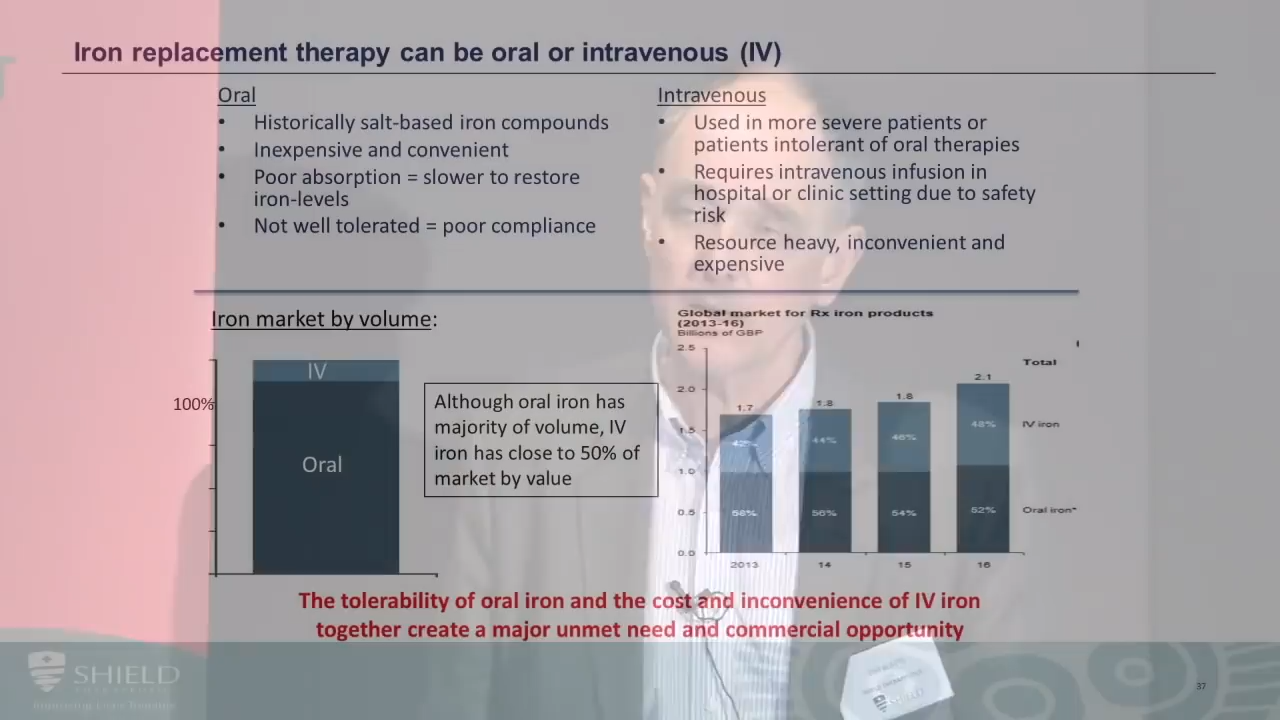 Iron replacement therapy can be oral or intravenous (IV)
Oral
• Historically salt-based iron compounds
• Inexpensive and convenient
• Poor absorption = slower to restore
iron-levels
• Not well tolerated = poor compliance
Intravenous
• Used in more severe patients or
patients intolerant of oral therapies
• Requires intravenous infusion in
hospital or clinic setting due to safety
risk
• Resource heavy, inconvenient and
expensive
Iron market by volume:
100%
IV
Oral
Although oral iron has
majority of volume, IV
iron has close to 50% of
market by value
Global market for Rx iron products
(2013-16)
Billions of GBP
2.5
2.0
1.5
1.0
0.5
0.0
Total
1.7 1.8 1.8 2.1
42% 44% 46% 48% IV iron
56% 54% 52% Oral iron*
2013 14 15 16
The tolerability of oral iron and the cost and inconvenience of IV iron
together create a major unmet need and commercial opportunity
SHIELD
SHIELD
37